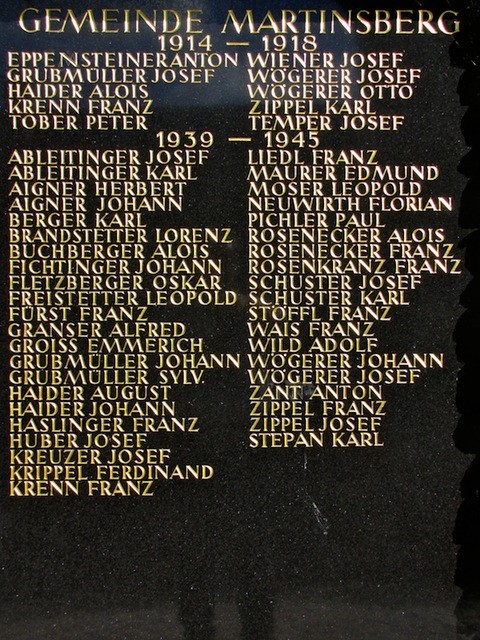 GEMEINDE MARTINSBERG
1914 — 1918
EPPENSTEINER ANTON
GRUBMÜLLER JOSEF
HAIDER ALOIS
KRENN FRANZ
TOBER PETER
WIENER JOSEF
WÖGERER JOSEF
WÖGERER OTTO
ZIPPEL KARL
TEMPER JOSEF
1939 — 1945
ABLEITINGER JOSEF
ABLEITINGER KARL
AIGNER HERBERT
AIGNER JOHANN
BERGER KARL
BRANDSTETTER LORENZ
BUCHBERGER ALOIS
FICHTINGER JOHANN
FLETZBERGER OSKAR
FREISTETTER LEOPOLD
FÜRST FRANZ
GRANSER ALFRED
GROISS EMMERICH
GRUBMÜLLER JOHANN
GRUBMÜLLER SYLV.
HAIDER AUGUST
HAIDER JOHANN
HASLINGER FRANZ
HUBER JOSEF
KREUZER JOSEF
KRIPPEL FERDINAND
KRENN FRANZ
LIEDL FRANZ
MAURER EDMUND
MOSER LEOPOLD
NEUWIRTH FLORIAN
PICHLER PAUL
ROSENECKER ALOIS
ROSENECKER FRANZ
ROSENKRANZ FRANZ
SCHUSTER JOSEF
SCHUSTER KARL
STÖFFL FRANZ
WAIS FRANZ
WILD ADOLF
WÖGERER JOHANN
WÖGERER JOSEF
ZANT ANTON
ZIPPEL FRANZ
ZIPPEL JOSEF
STEPAN KARL